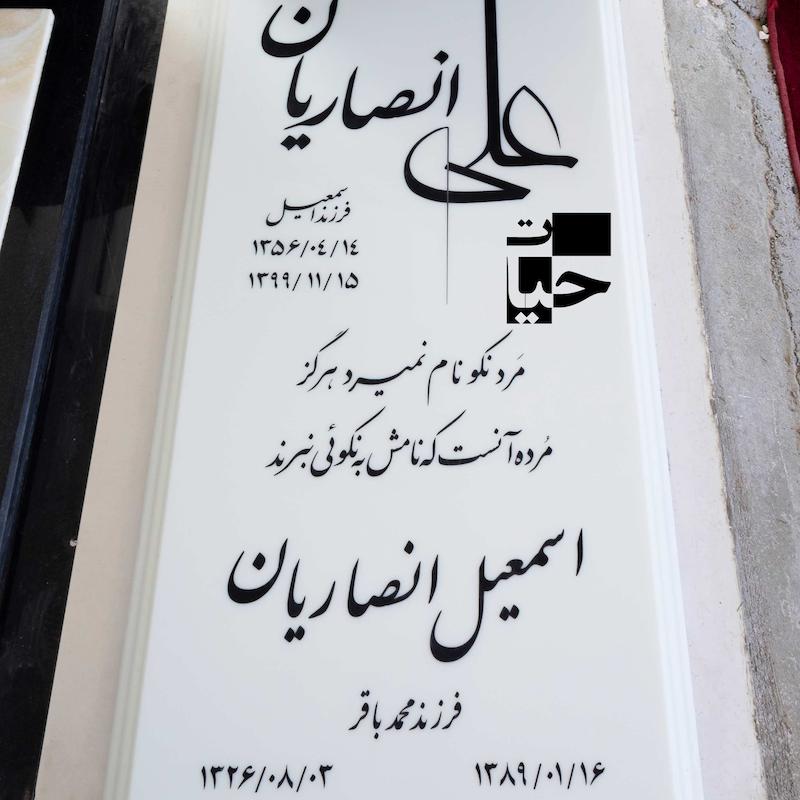 علی انصاریان
فرزند اسمعیل
۱۳۵۶/۰۴/۱۴
۱۳۹۹/۱۱/۱۵
حیات
مَرد نکو نام نمیرد هرگز
مُرده آنست که نامش به نکوئی نبرند
اسمعیل انصاریان
فرزند محمد باقر
۱۳۸۹/۰۱/۱۶ ۱۳۲۶/۰۸/۰۳